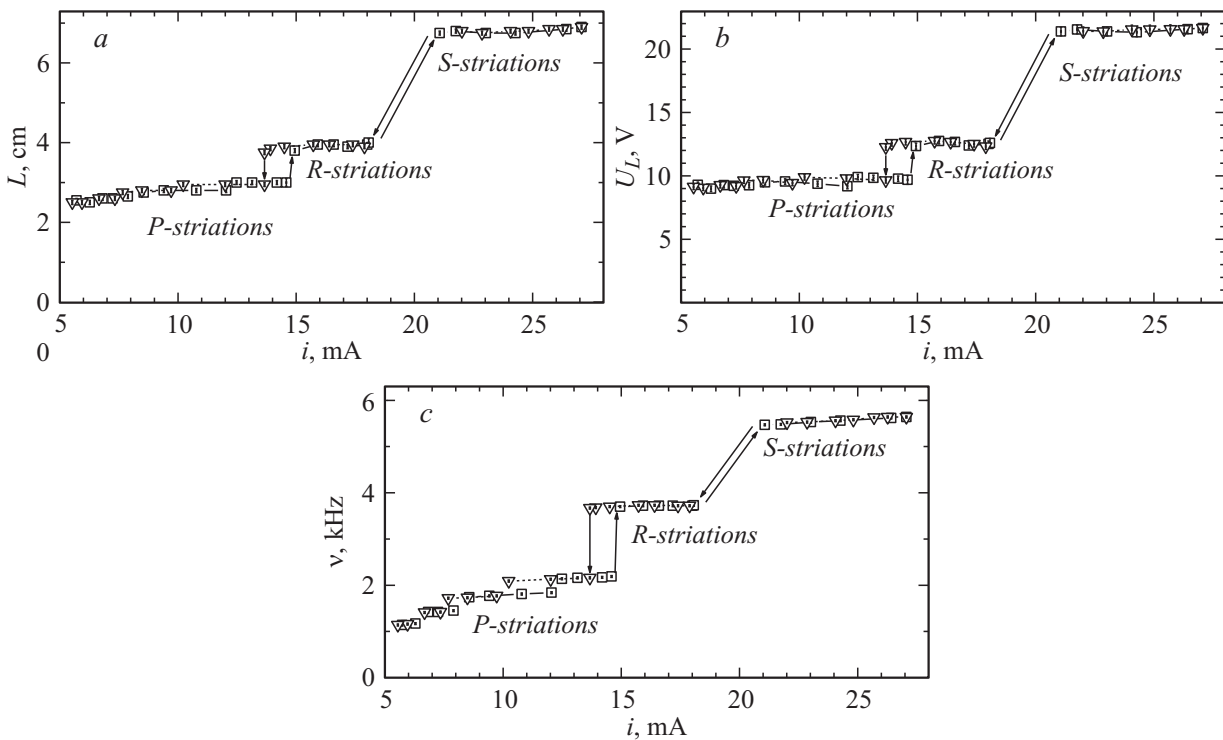 a
6
4
2
0
L, cm
S-striations
R-striations
P-striations
5
10
15
20
25
0
i, mA
b
20
15
10
5
U_L, V
S-striations
R-striations
P-striations
5
10
15
20
25
i, mA
c
6
4
2
0
ν, kHz
S-striations
R-striations
P-striations
5
10
15
20
25
i, mA